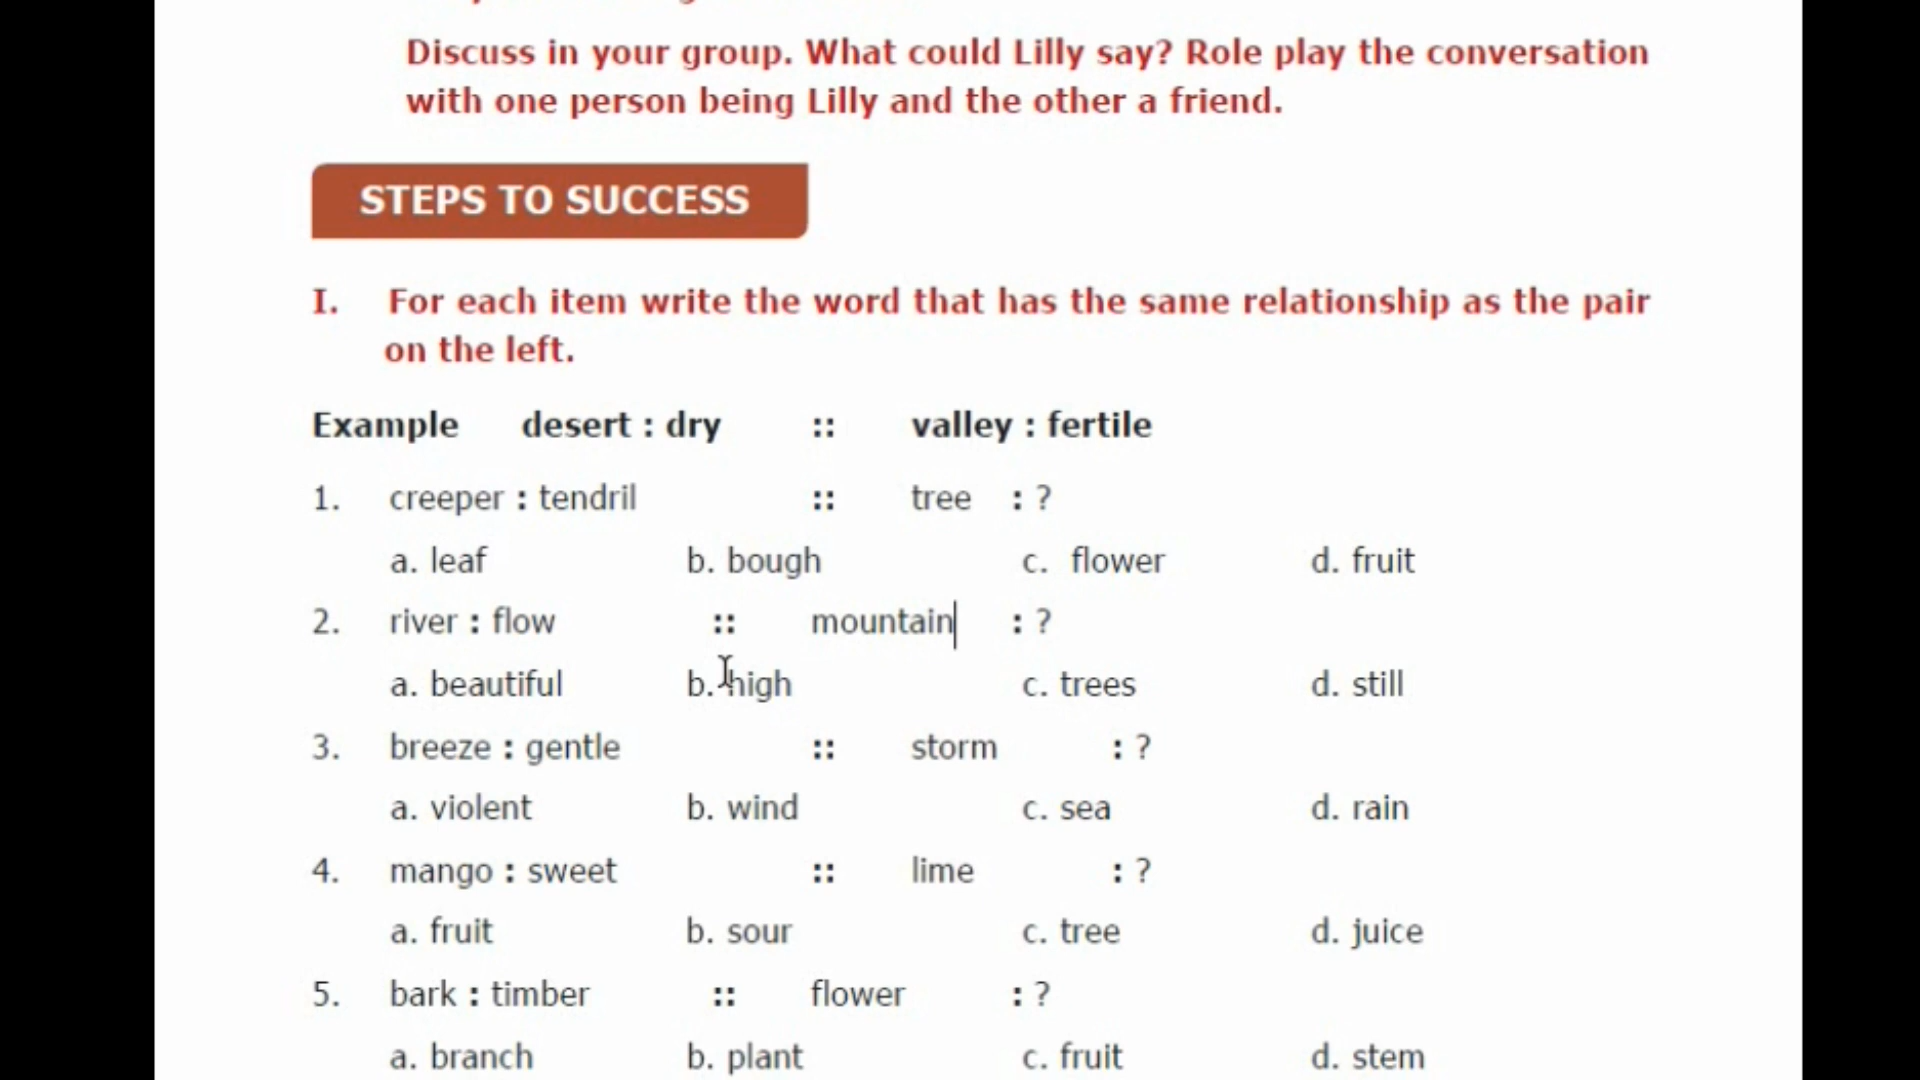 Discuss in your group. What could Lilly say? Role play the conversation
with one person being Lilly and the other a friend.
STEPS TO SUCCESS
I. For each item write the word that has the same relationship as the pair
on the left.
Example desert : dry :: valley : fertile
1. creeper : tendril :: tree : ?
a. leaf b. bough c. flower d. fruit
2. river : flow :: mountain : ?
a. beautiful b. high c. trees d. still
3. breeze : gentle :: storm : ?
a. violent b. wind c. sea d. rain
4. mango : sweet :: lime : ?
a. fruit b. sour c. tree d. juice
5. bark : timber :: flower : ?
a. branch b. plant c. fruit d. stem